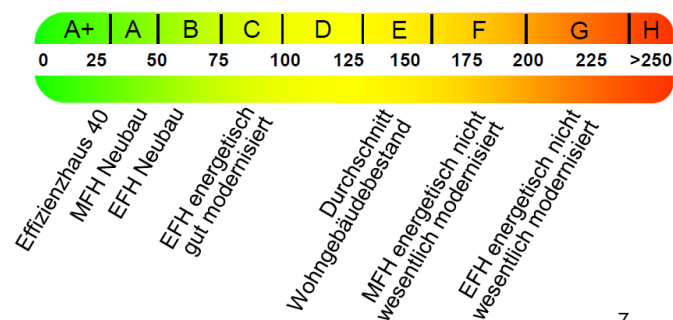 A+ A B C D E F G H
0 25 50 75 100 125 150 175 200 225 >250
Effizienzhaus 40
MFH Neubau
EFH Neubau
EFH energetisch
gut modernisiert
Durchschnitt
Wohngebäudebestand
MFH energetisch nicht
wesentlich modernisiert
EFH energetisch nicht
wesentlich modernisiert
7